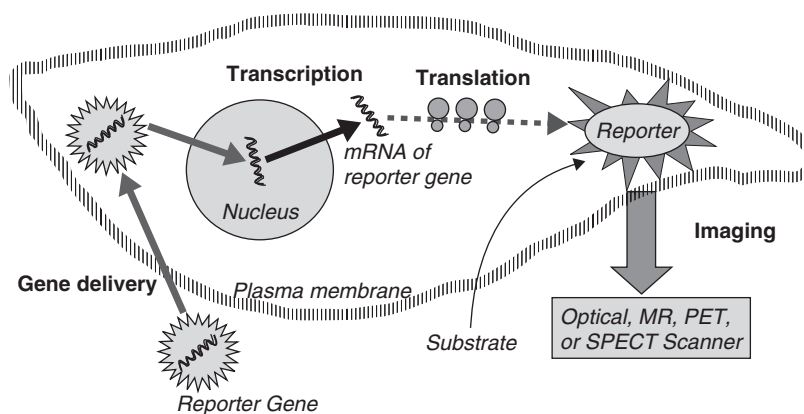 Transcription
Translation
Reporter
mRNA of
reporter gene
Nucleus
Imaging
Gene delivery
Plasma membrane
Optical, MR, PET,
or SPECT Scanner
Substrate
Reporter Gene